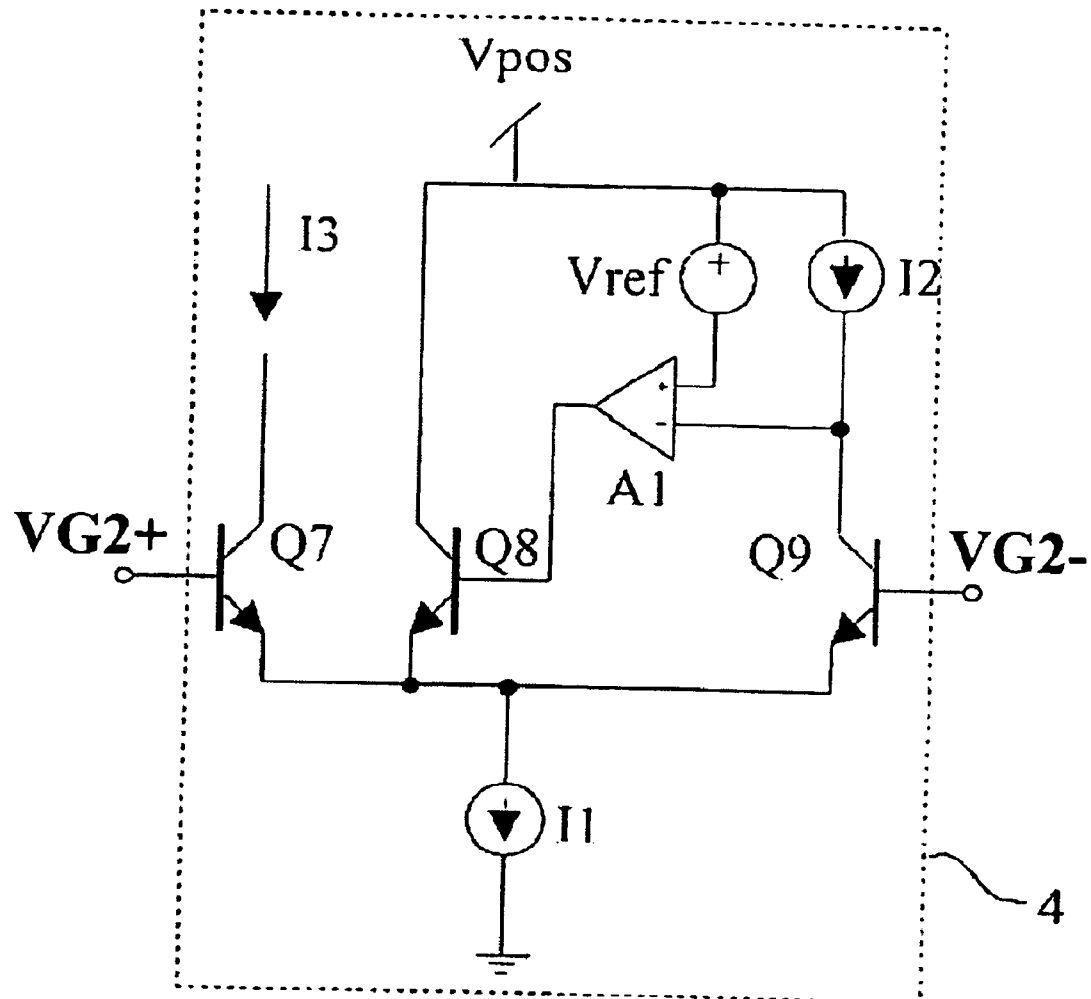 Vpos
I3
Vref
+
I2
+
-
A1
VG2+
Q7
Q8
Q9
VG2-
I1
4